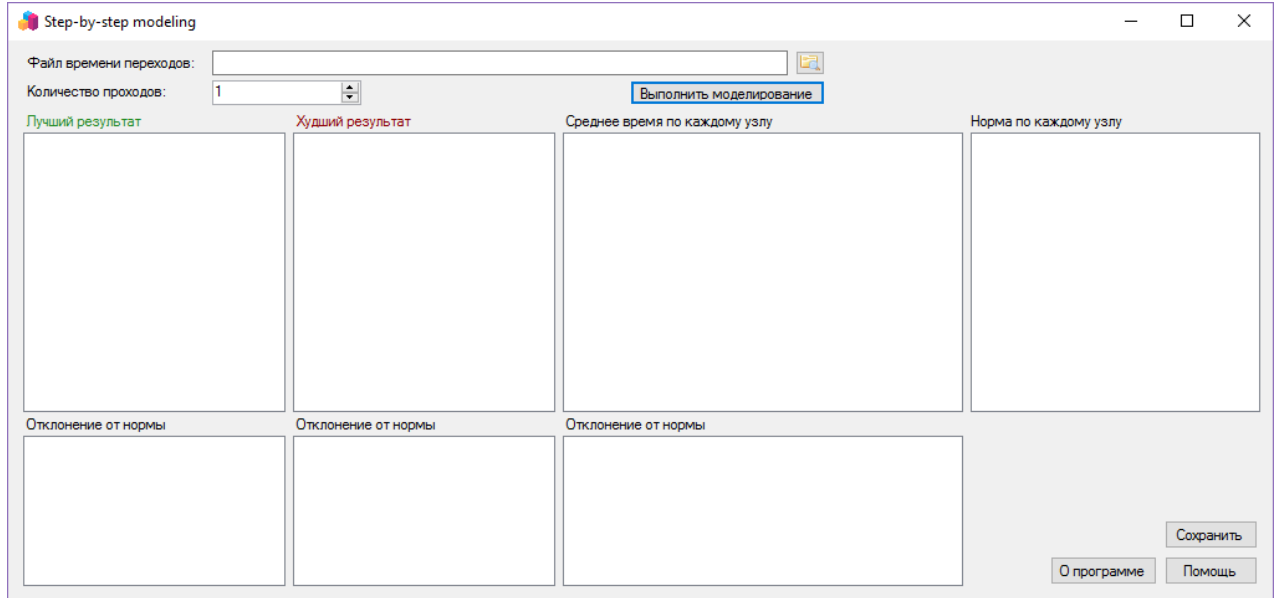 Step-by-step modeling
Файл времени переходов:
Количество проходов: 1 Выполнить моделирование
Лучший результат Худший результат Среднее время по каждому узлу Норма по каждому узлу
Отклонение от нормы Отклонение от нормы Отклонение от нормы
Сохранить
О программе Помощь